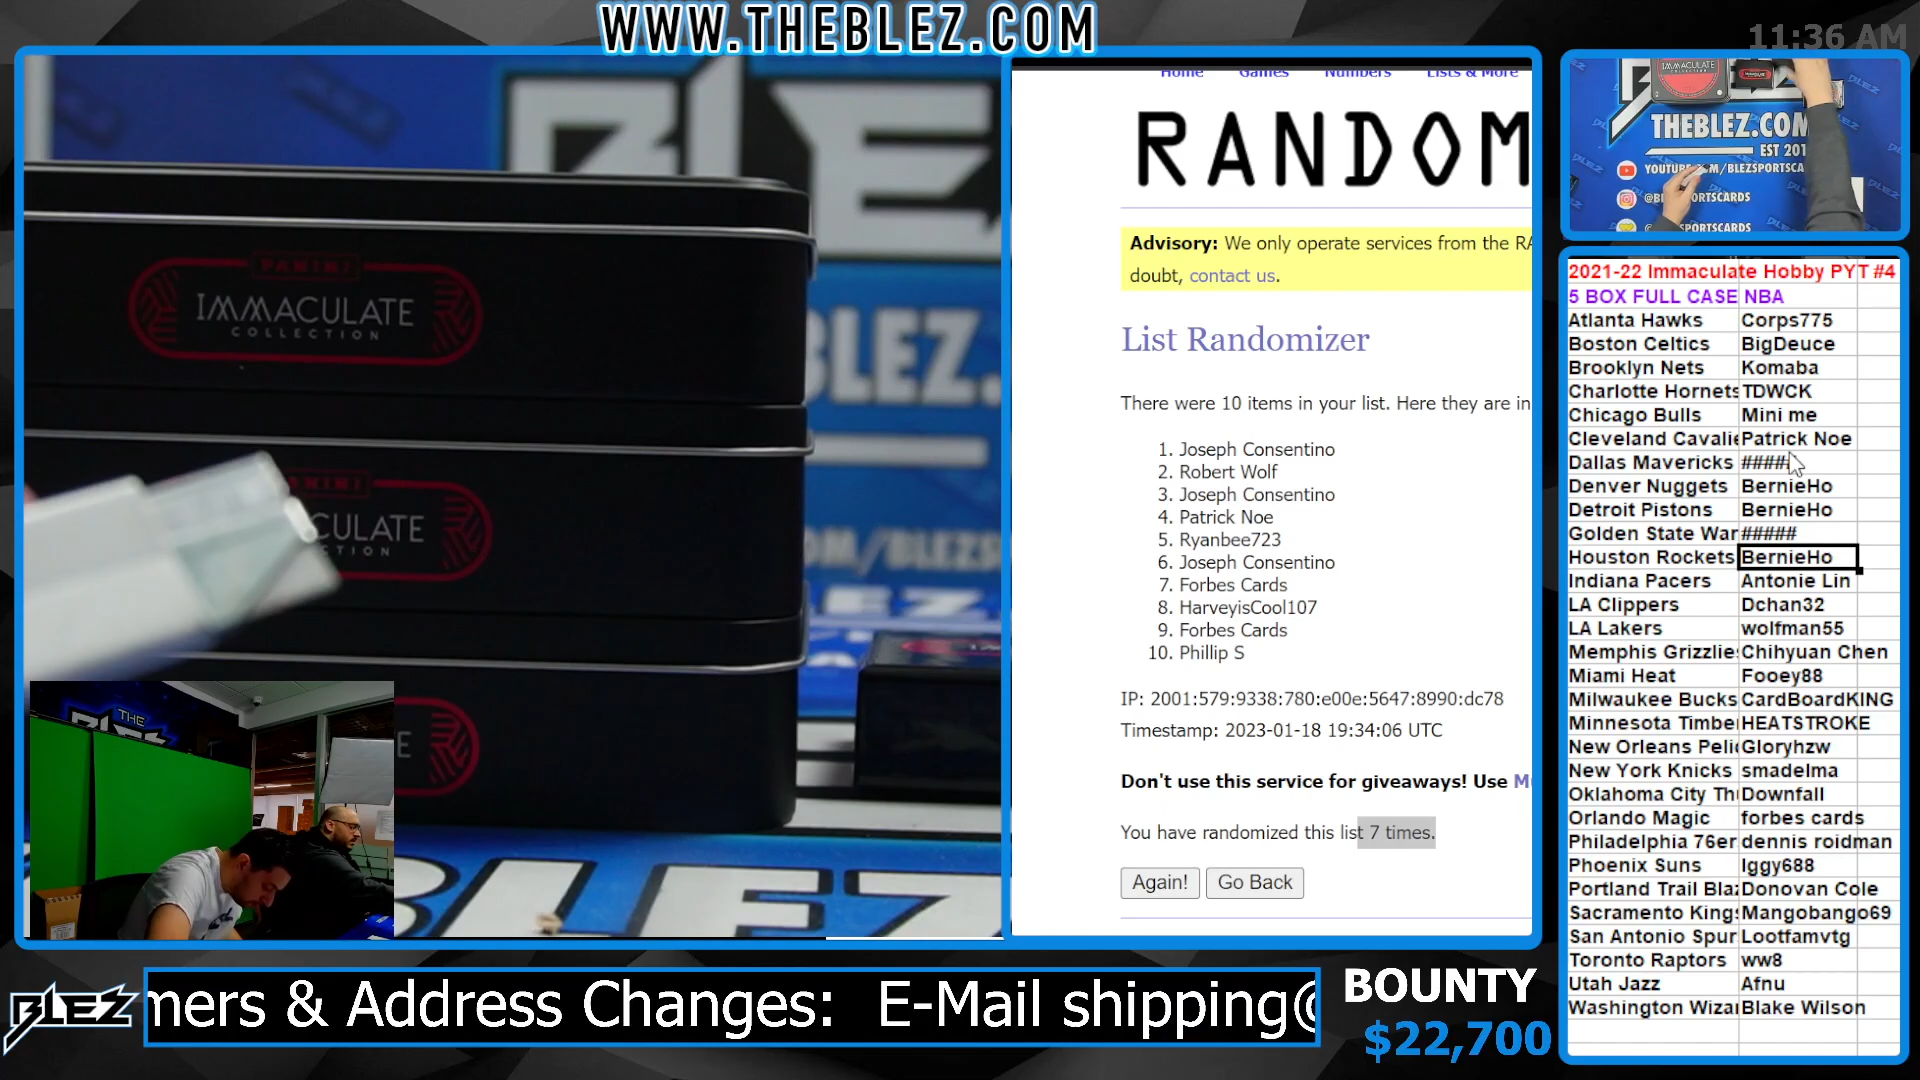 WWW.THEBLEZ.COM
11:36 AM
PANINI
IMMACULATE
COLLECTION
Home Games Numbers Lists & More
RANDOM
Advisory: We only operate services from the RA
doubt, contact us.
List Randomizer
There were 10 items in your list. Here they are in
1. Joseph Consentino
2. Robert Wolf
3. Joseph Consentino
4. Patrick Noe
5. Ryanbee723
6. Joseph Consentino
7. Forbes Cards
8. HarveyisCool107
9. Forbes Cards
10. Phillip S
IP: 2001:579:9338:780:e00e:5647:8990:dc78
Timestamp: 2023-01-18 19:34:06 UTC
Don't use this service for giveaways! Use
You have randomized this list 7 times.
Again! Go Back
IMMACULATE
THEBLEZ.COM
EST 201
@BL SPORTSCARDS
2021-22 Immaculate Hobby PYT #4
5 BOX FULL CASE NBA
Atlanta Hawks Corps775
Boston Celtics BigDeuce
Brooklyn Nets Komaba
Charlotte Hornets TDWCK
Chicago Bulls Mini me
Cleveland Cavalie Patrick Noe
Dallas Mavericks #####
Denver Nuggets BernieHo
Detroit Pistons BernieHo
Golden State War #####
Houston Rockets BernieHo
Indiana Pacers Antonie Lin
LA Clippers Dchan32
LA Lakers wolfman55
Memphis Grizzlie Chihyuan Chen
Miami Heat Fooey88
Milwaukee Bucks CardBoardKING
Minnesota Timbe HEATSTROKE
New Orleans Peli Gloryhzw
New York Knicks smadelma
Oklahoma City Th Downfall
Orlando Magic forbes cards
Philadelphia 76er dennis roidman
Phoenix Suns Iggy688
Portland Trail Bla Donovan Cole
Sacramento King Mangobango69
San Antonio Spur Lootfamvtg
Toronto Raptors ww8
Utah Jazz Afnu
Washington Wiza Blake Wilson
BLEZ
mers & Address Changes: E-Mail shipping@
BOUNTY
$22,700